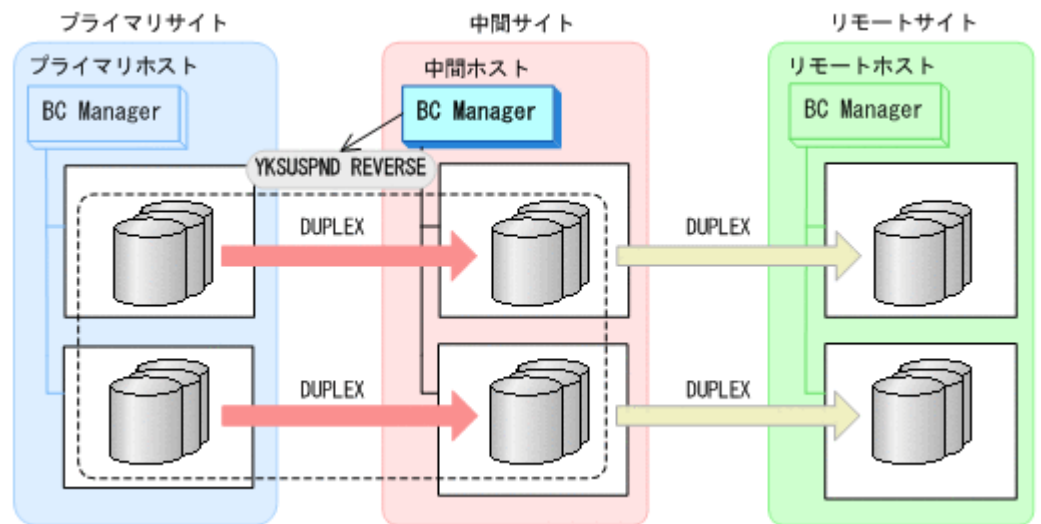 プライマリサイト
中間サイト
リモートサイト
プライマリホスト
中間ホスト
リモートホスト
BC Manager
BC Manager
BC Manager
YKSUSPND REVERSE
DUPLEX
DUPLEX
DUPLEX
DUPLEX